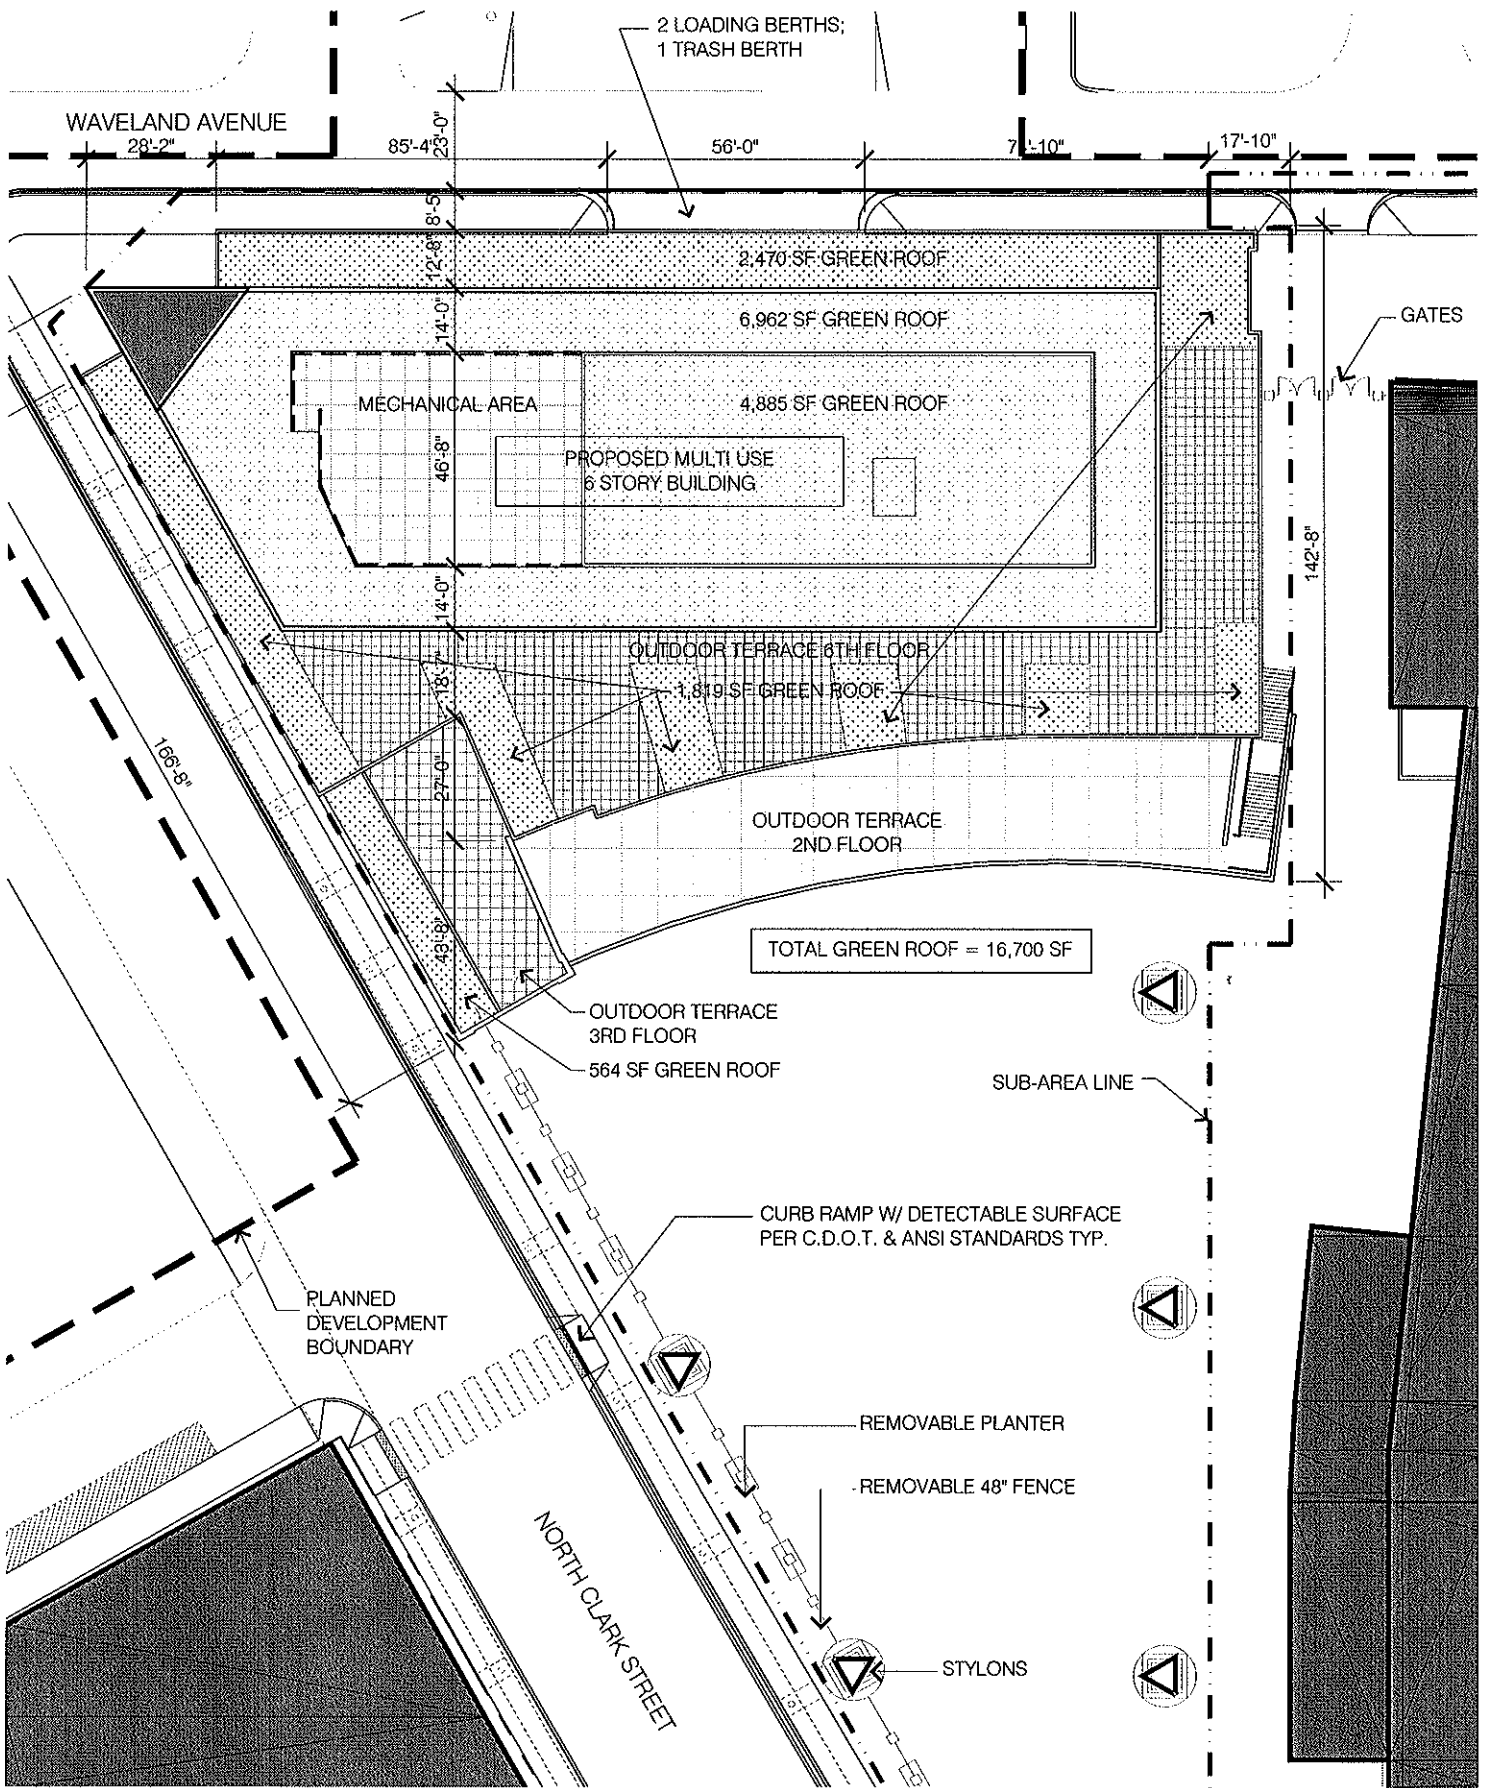 2 LOADING BERTHS;
1 TRASH BERTH
WAVELAND AVENUE
28'-2"
85'-4"
23'-0"
56'-0"
17'-10"
8'-5"
12'-8"
2,470 SF GREEN ROOF
14'-0"
6,962 SF GREEN ROOF
GATES
MECHANICAL AREA
4,885 SF GREEN ROOF
46'-8"
PROPOSED MULTI USE
6 STORY BUILDING
142'-8"
14'-0"
OUTDOOR TERRACE 6TH FLOOR
18'-7"
1,819 SF GREEN ROOF
166'-8"
27'-0"
OUTDOOR TERRACE
2ND FLOOR
43'-8"
TOTAL GREEN ROOF = 16,700 SF
OUTDOOR TERRACE
3RD FLOOR
564 SF GREEN ROOF
SUB-AREA LINE
CURB RAMP W/ DETECTABLE SURFACE
PER C.D.O.T. & ANSI STANDARDS TYP.
PLANNED
DEVELOPMENT
BOUNDARY
REMOVABLE PLANTER
REMOVABLE 48" FENCE
NORTH CLARK STREET
STYLONS